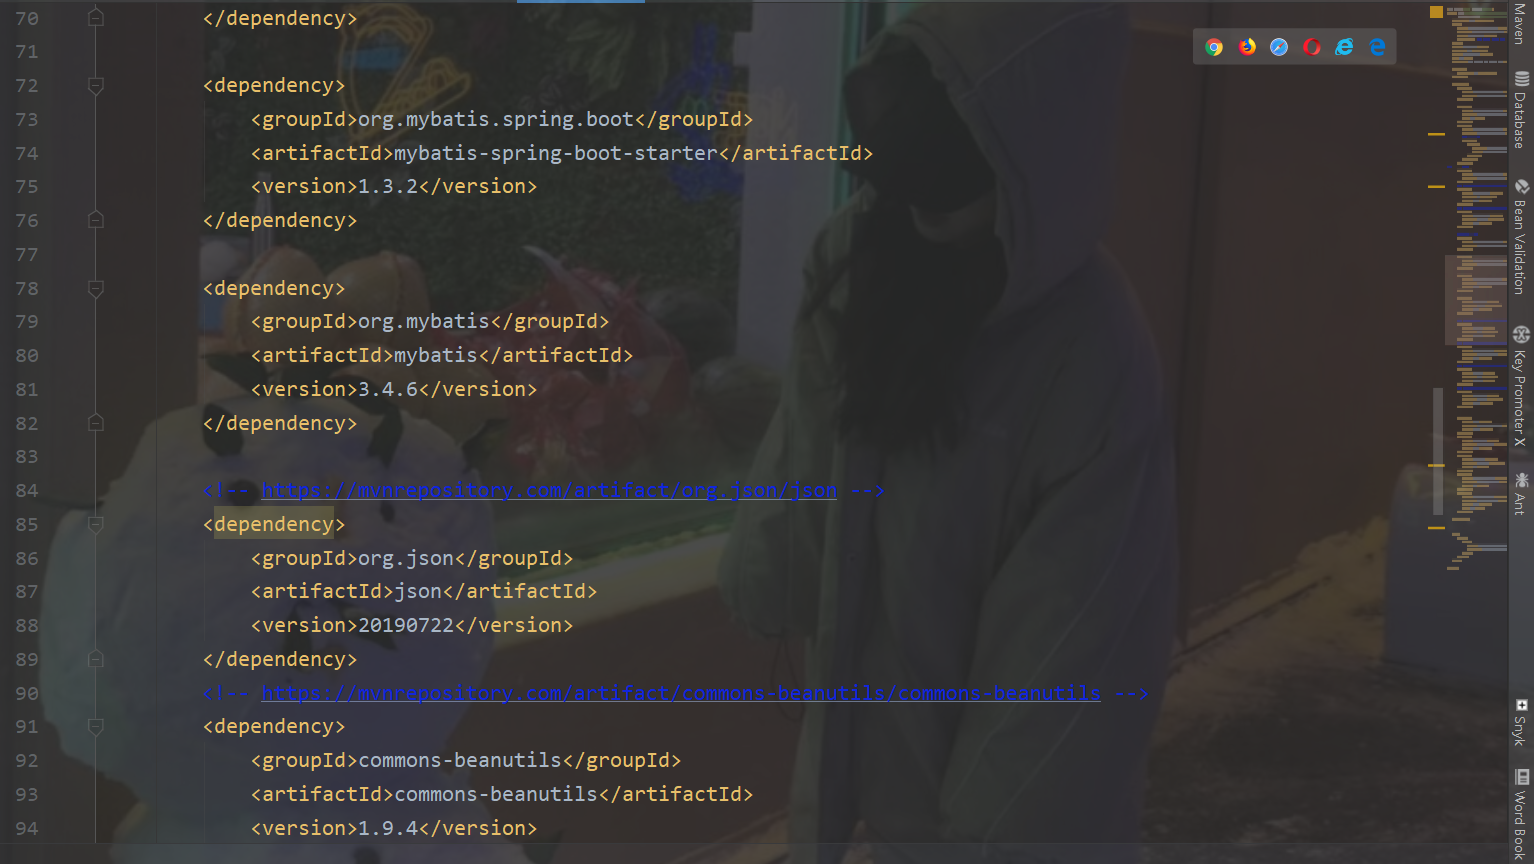 70 </dependency>
71
72 <dependency>
73 <groupId>org.mybatis.spring.boot</groupId>
74 <artifactId>mybatis-spring-boot-starter</artifactId>
75 <version>1.3.2</version>
76 </dependency>
77
78 <dependency>
79 <groupId>org.mybatis</groupId>
80 <artifactId>mybatis</artifactId>
81 <version>3.4.6</version>
82 </dependency>
83
84 <!-- https://mvnrepository.com/artifact/org.json/json -->
85 <dependency>
86 <groupId>org.json</groupId>
87 <artifactId>json</artifactId>
88 <version>20190722</version>
89 </dependency>
90 <!-- https://mvnrepository.com/artifact/commons-beanutils/commons-beanutils -->
91 <dependency>
92 <groupId>commons-beanutils</groupId>
93 <artifactId>commons-beanutils</artifactId>
94 <version>1.9.4</version>
Maven
Database
Bean Validation
Key Promoter X
Ant
Snyk
Word Book